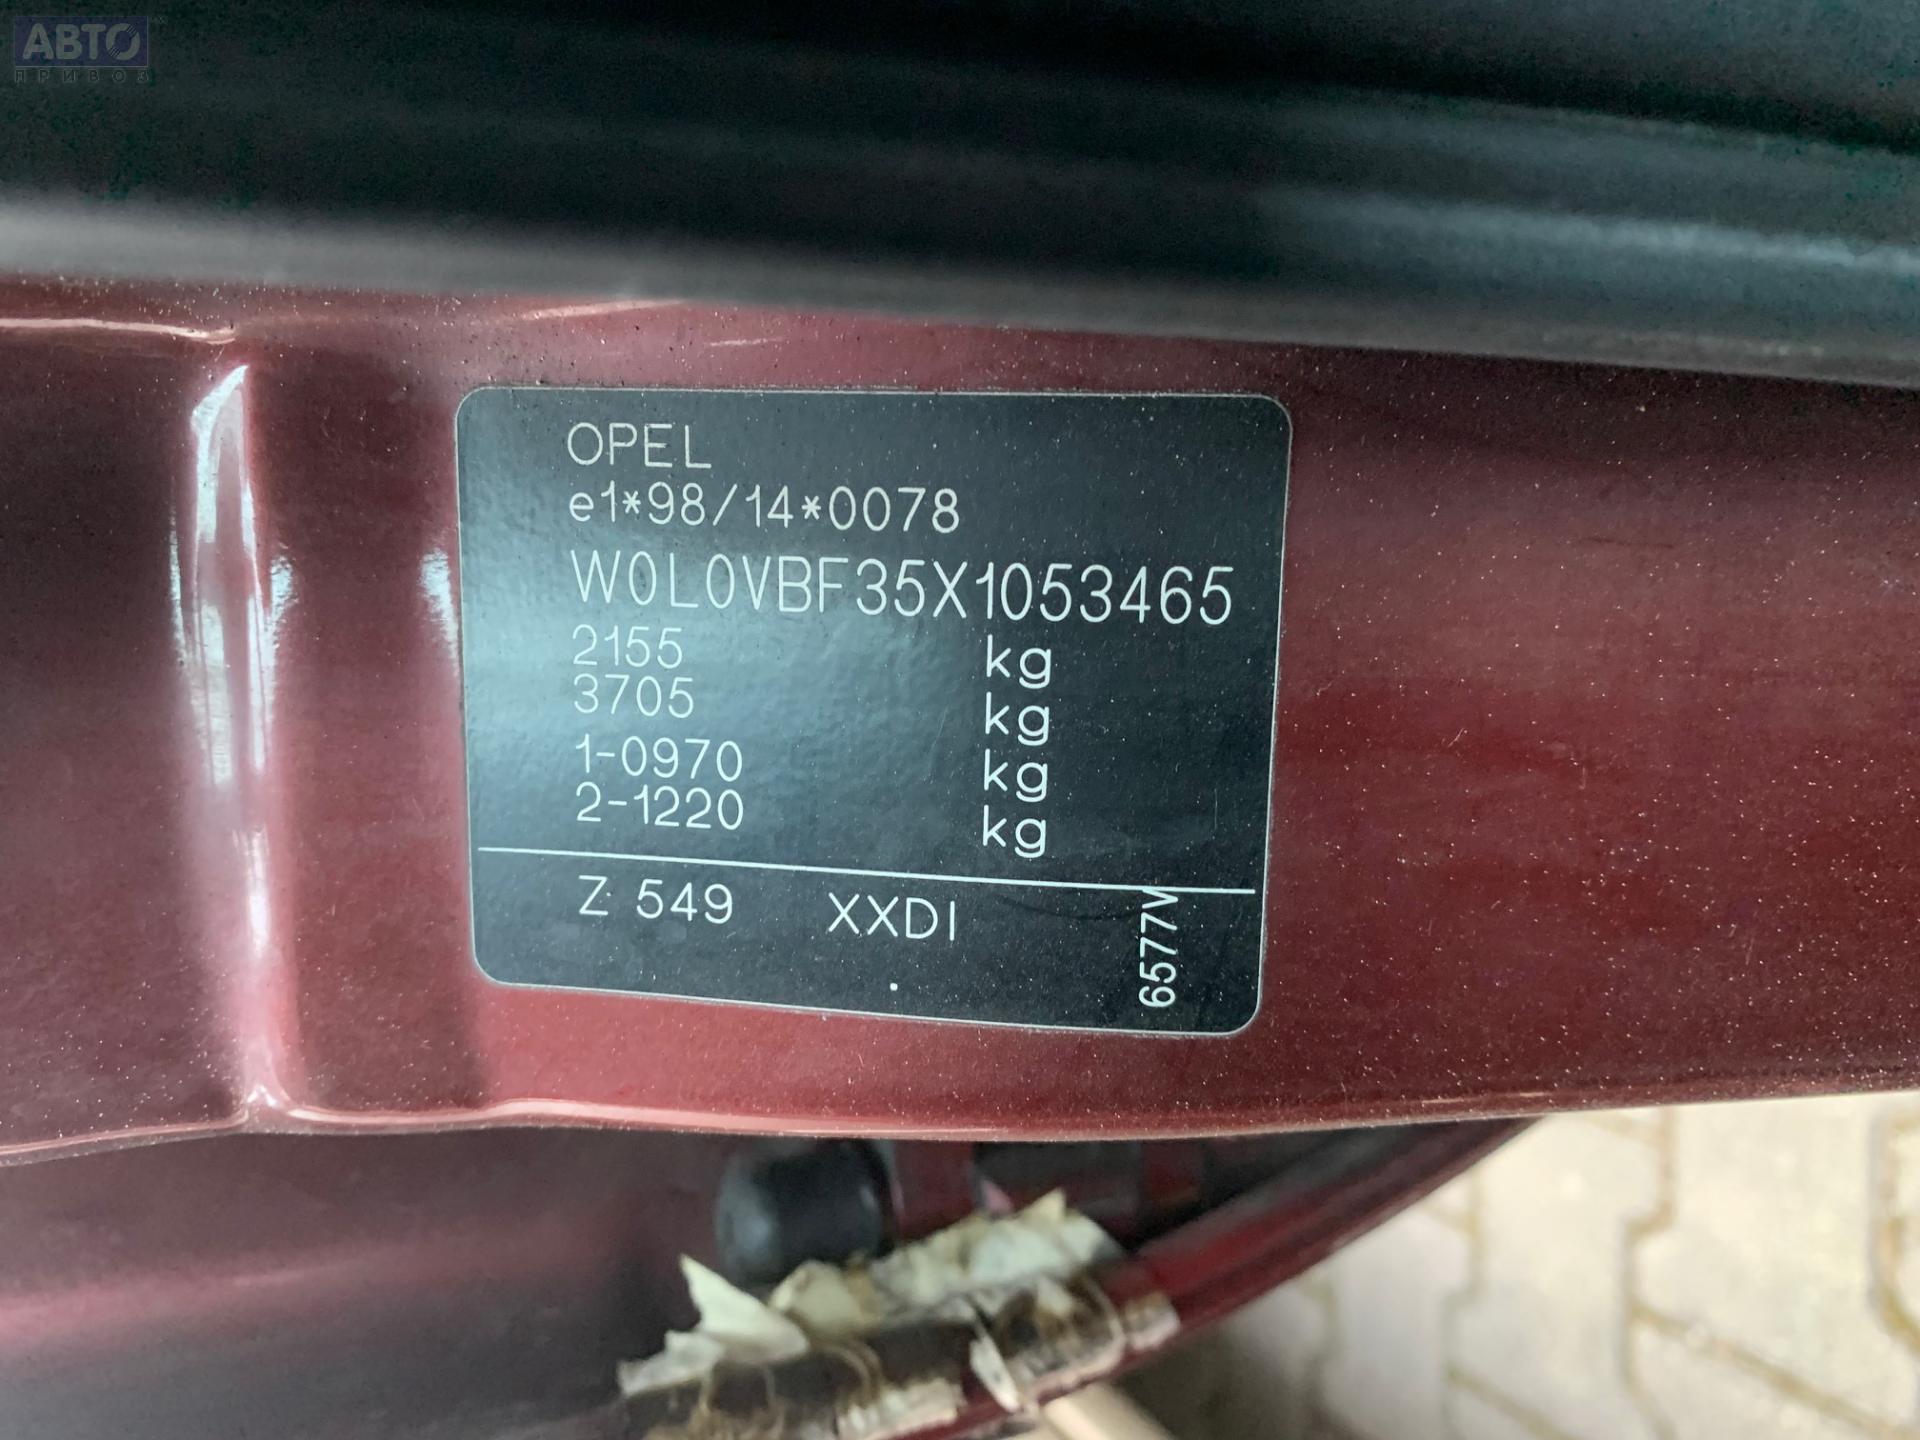 АВТО
ПРИВОЗ
OPEL
e1*98/14*0078
W0L0VBF35X1053465
2155 kg
3705 kg
1-0970 kg
2-1220 kg
Z 549 XXDI
6577V